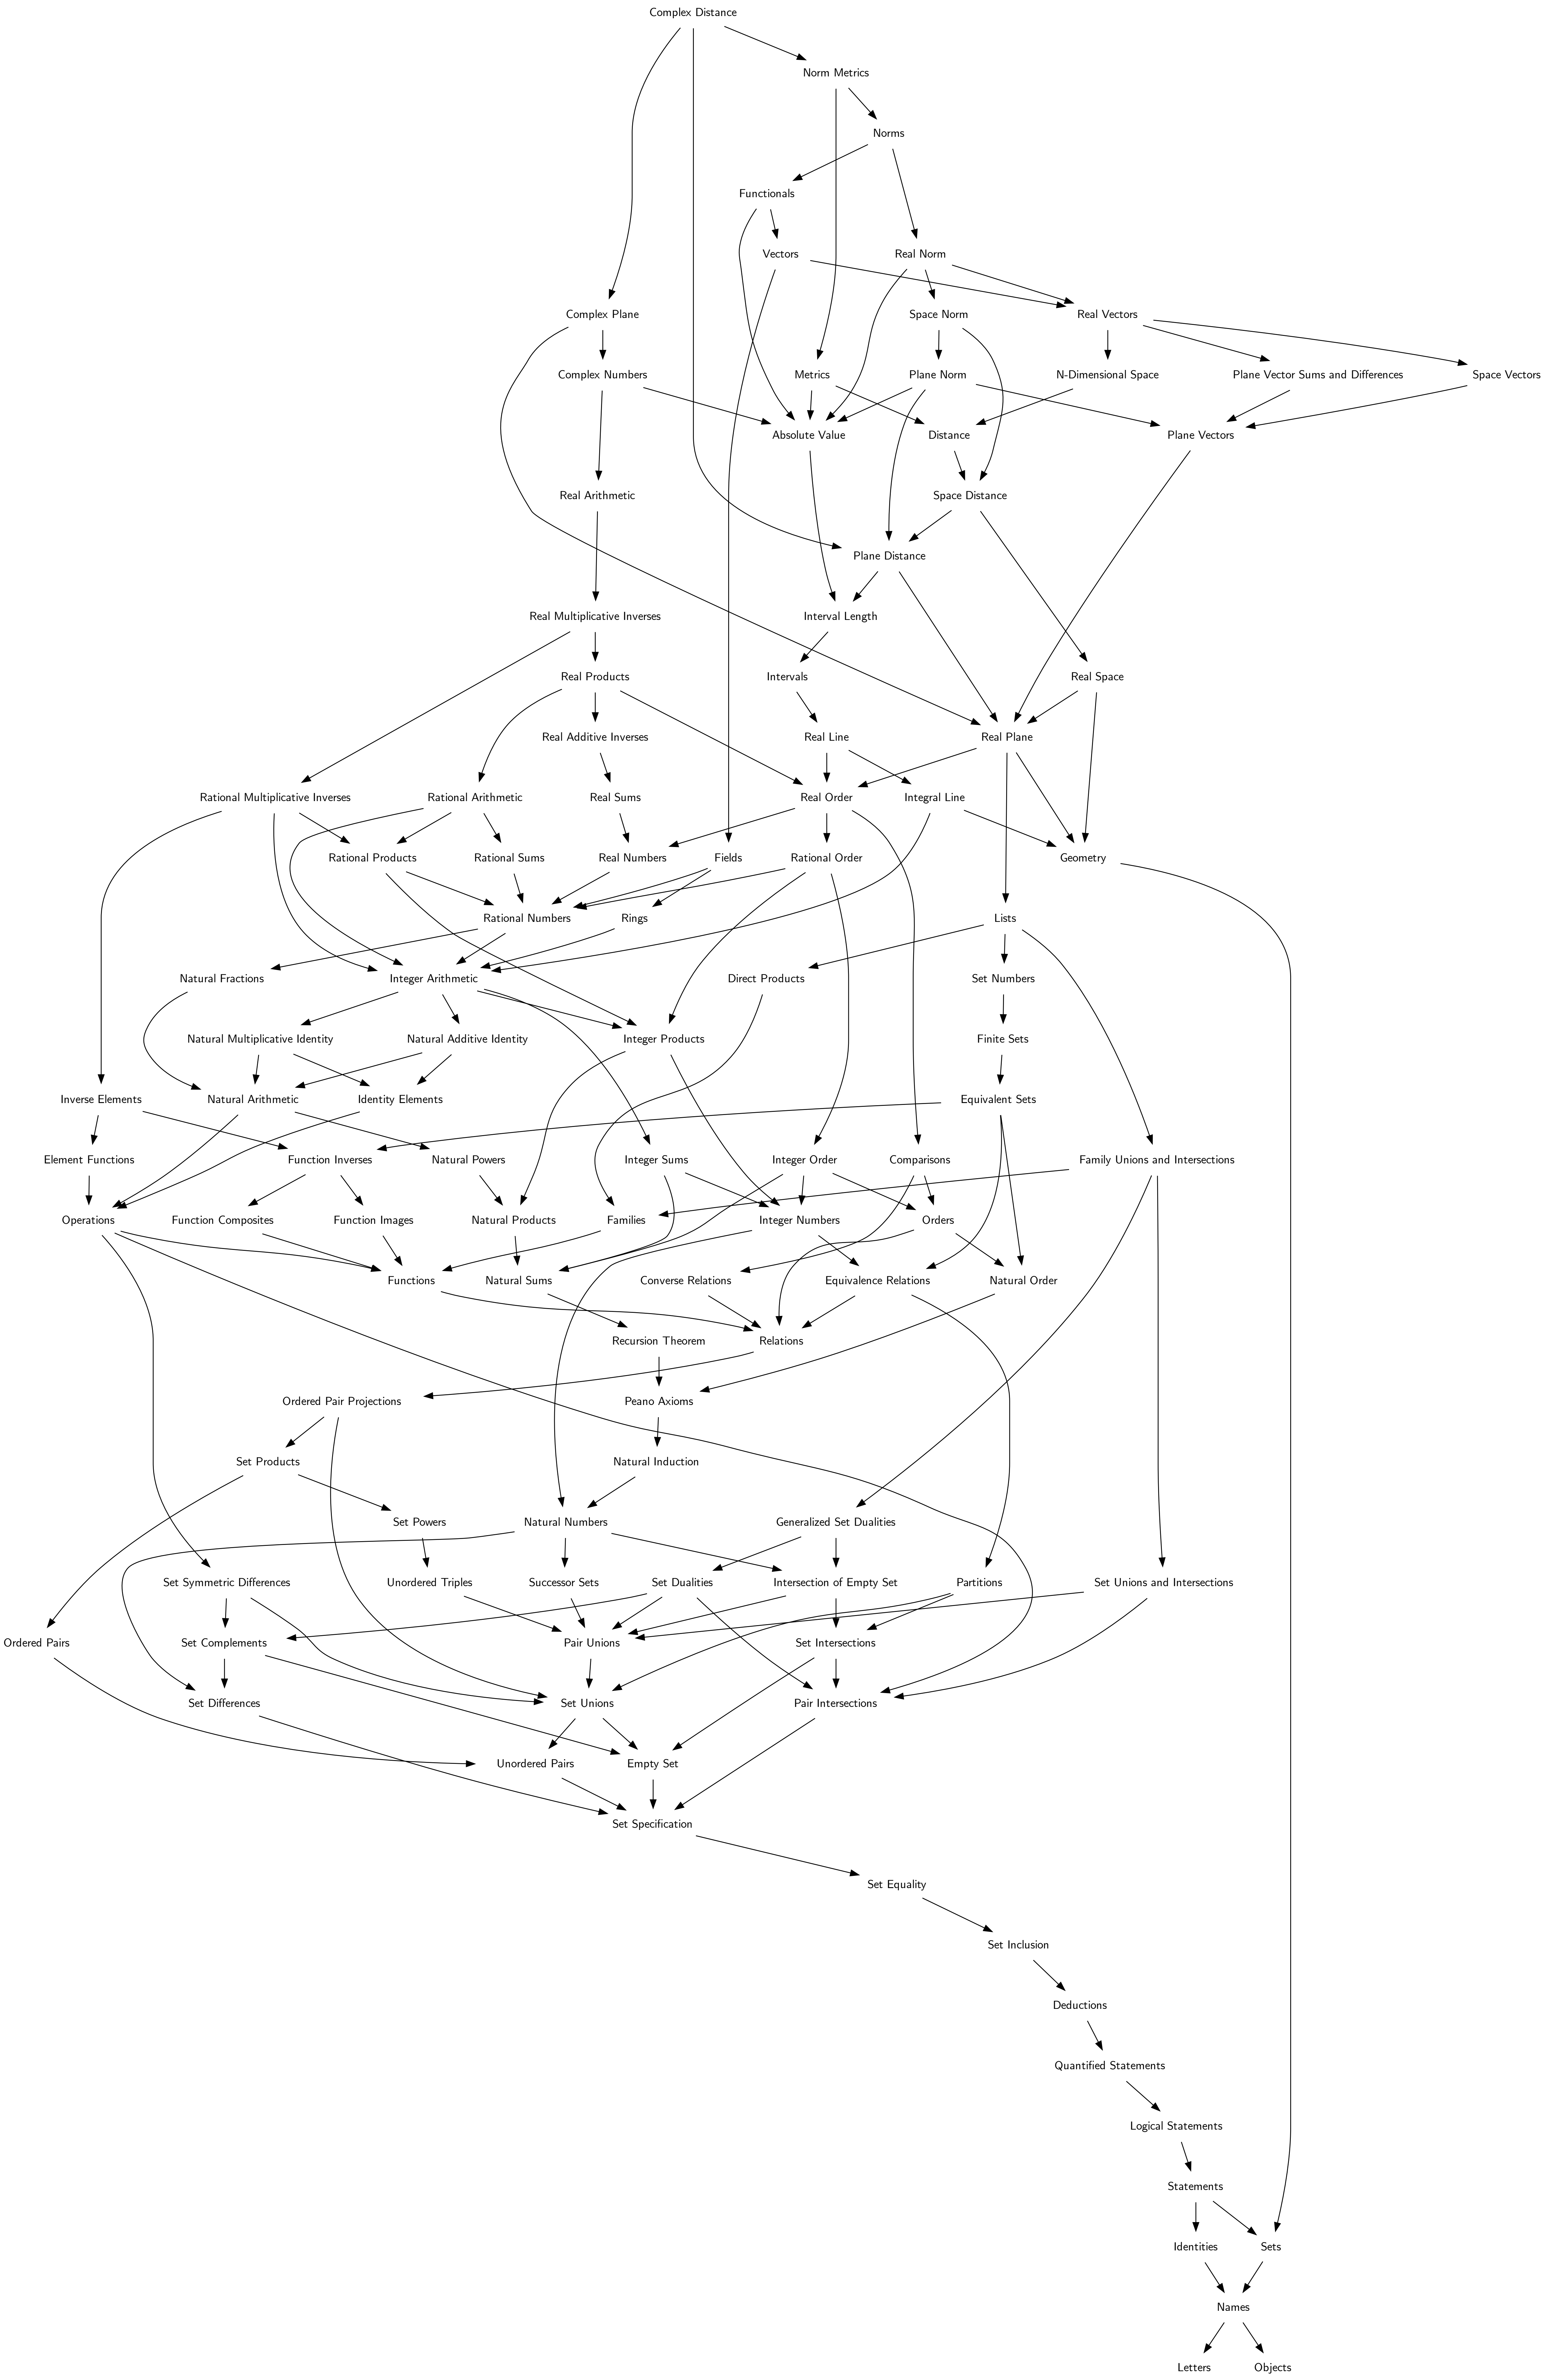 Complex Distance
Norm Metrics
Norms
Functionals
Vectors
Real Norm
Complex Plane
Space Norm
Real Vectors
Complex Numbers
Metrics
Plane Norm
N-Dimensional Space
Plane Vector Sums and Differences
Space Vectors
Absolute Value
Distance
Plane Vectors
Real Arithmetic
Space Distance
Plane Distance
Real Multiplicative Inverses
Interval Length
Real Products
Intervals
Real Space
Real Additive Inverses
Real Line
Real Plane
Rational Multiplicative Inverses
Rational Arithmetic
Real Sums
Real Order
Integral Line
Rational Products
Rational Sums
Real Numbers
Fields
Rational Order
Geometry
Rational Numbers
Rings
Lists
Natural Fractions
Integer Arithmetic
Direct Products
Set Numbers
Natural Multiplicative Identity
Natural Additive Identity
Integer Products
Finite Sets
Inverse Elements
Natural Arithmetic
Identity Elements
Equivalent Sets
Element Functions
Function Inverses
Natural Powers
Integer Sums
Integer Order
Comparisons
Family Unions and Intersections
Operations
Function Composites
Function Images
Natural Products
Families
Integer Numbers
Orders
Functions
Natural Sums
Converse Relations
Equivalence Relations
Natural Order
Recursion Theorem
Relations
Ordered Pair Projections
Peano Axioms
Set Products
Natural Induction
Set Powers
Natural Numbers
Generalized Set Dualities
Set Symmetric Differences
Unordered Triples
Successor Sets
Set Dualities
Intersection of Empty Set
Partitions
Set Unions and Intersections
Ordered Pairs
Set Complements
Pair Unions
Set Intersections
Set Differences
Set Unions
Pair Intersections
Unordered Pairs
Empty Set
Set Specification
Set Equality
Set Inclusion
Deductions
Quantified Statements
Logical Statements
Statements
Identities
Sets
Names
Letters
Objects